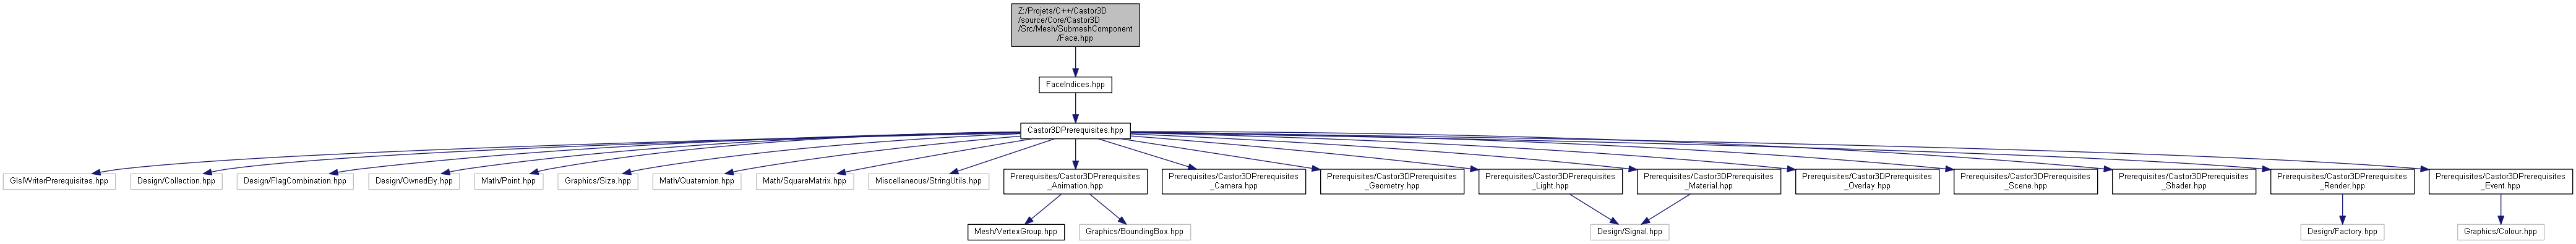 Z:/Projets/C++/Castor3D
/source/Core/Castor3D
/Src/Mesh/SubmeshComponent
/Face.hpp
FaceIndices.hpp
Castor3DPrerequisites.hpp
GlslWriterPrerequisites.hpp
Design/Collection.hpp
Design/FlagCombination.hpp
Design/OwnedBy.hpp
Math/Point.hpp
Graphics/Size.hpp
Math/Quaternion.hpp
Math/SquareMatrix.hpp
Miscellaneous/StringUtils.hpp
Prerequisites/Castor3DPrerequisites
_Animation.hpp
Prerequisites/Castor3DPrerequisites
_Camera.hpp
Prerequisites/Castor3DPrerequisites
_Geometry.hpp
Prerequisites/Castor3DPrerequisites
_Light.hpp
Prerequisites/Castor3DPrerequisites
_Material.hpp
Prerequisites/Castor3DPrerequisites
_Overlay.hpp
Prerequisites/Castor3DPrerequisites
_Scene.hpp
Prerequisites/Castor3DPrerequisites
_Shader.hpp
Prerequisites/Castor3DPrerequisites
_Render.hpp
Prerequisites/Castor3DPrerequisites
_Event.hpp
Mesh/VertexGroup.hpp
Graphics/BoundingBox.hpp
Design/Signal.hpp
Design/Factory.hpp
Graphics/Colour.hpp